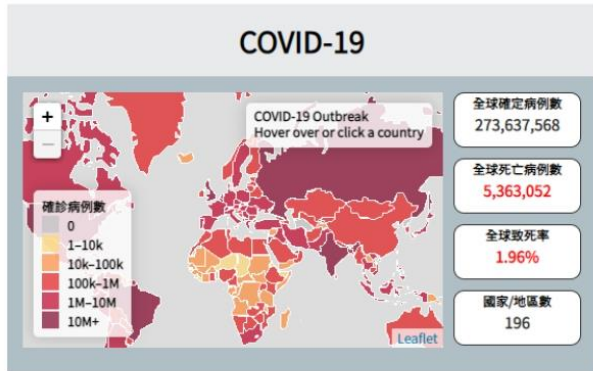 COVID-19
+
−
COVID-19 Outbreak
Hover over or click a country
確診病例數
0
1–10k
10k–100k
100k–1M
1M–10M
10M+
Leaflet
全球確定病例數
273,637,568
全球死亡病例數
5,363,052
全球致死率
1.96%
國家/地區數
196